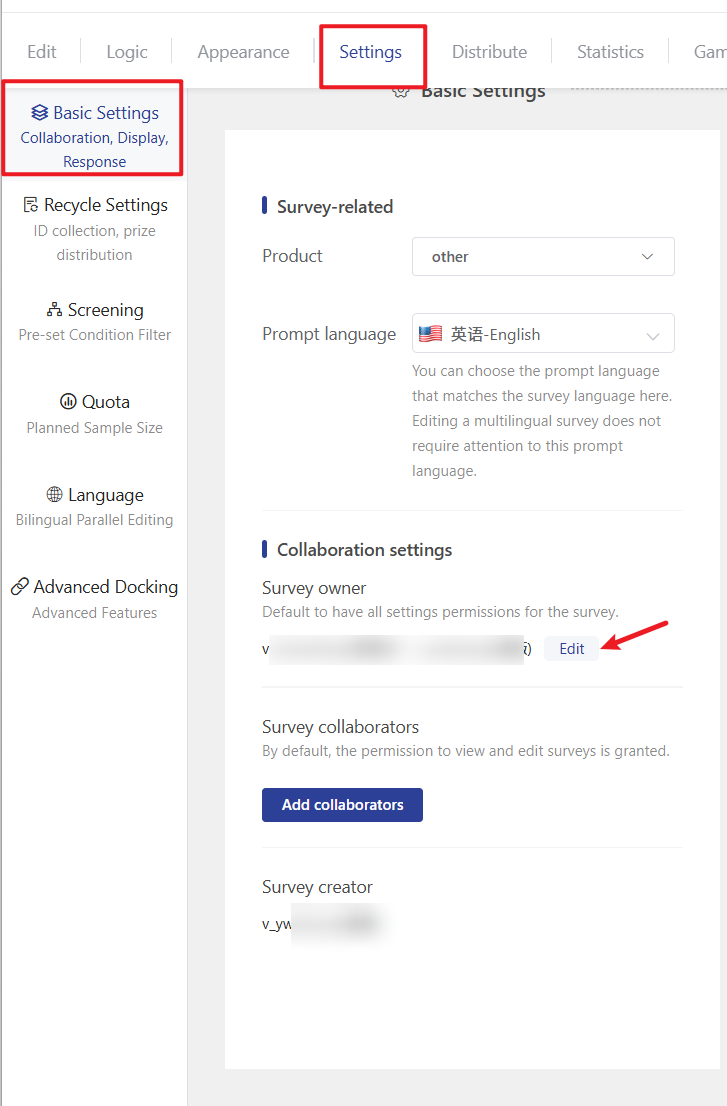 Edit
Logic
Appearance
Settings
Distribute
Statistics
Gam
Basic Settings
Basic Settings
Collaboration, Display,
Response
Recycle Settings
ID collection, prize
distribution
Screening
Pre-set Condition Filter
Quota
Planned Sample Size
Language
Bilingual Parallel Editing
Advanced Docking
Advanced Features
Survey-related
Product
other
Prompt language
英语-English
You can choose the prompt language
that matches the survey language here.
Editing a multilingual survey does not
require attention to this prompt
language.
Collaboration settings
Survey owner
Default to have all settings permissions for the survey.
v
Edit
Survey collaborators
By default, the permission to view and edit surveys is granted.
Add collaborators
Survey creator
v_yw